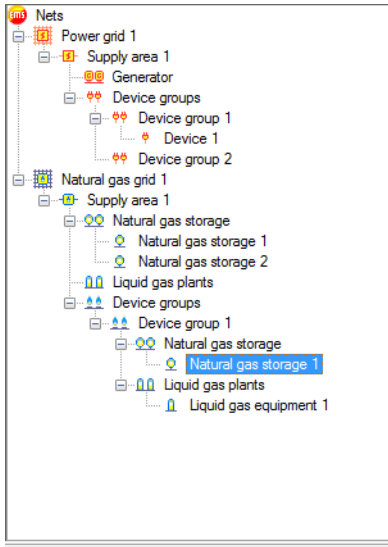 EMS Nets
Power grid 1
Supply area 1
Generator
Device groups
Device group 1
Device 1
Device group 2
Natural gas grid 1
Supply area 1
Natural gas storage
Natural gas storage 1
Natural gas storage 2
Liquid gas plants
Device groups
Device group 1
Natural gas storage
Natural gas storage 1
Liquid gas plants
Liquid gas equipment 1